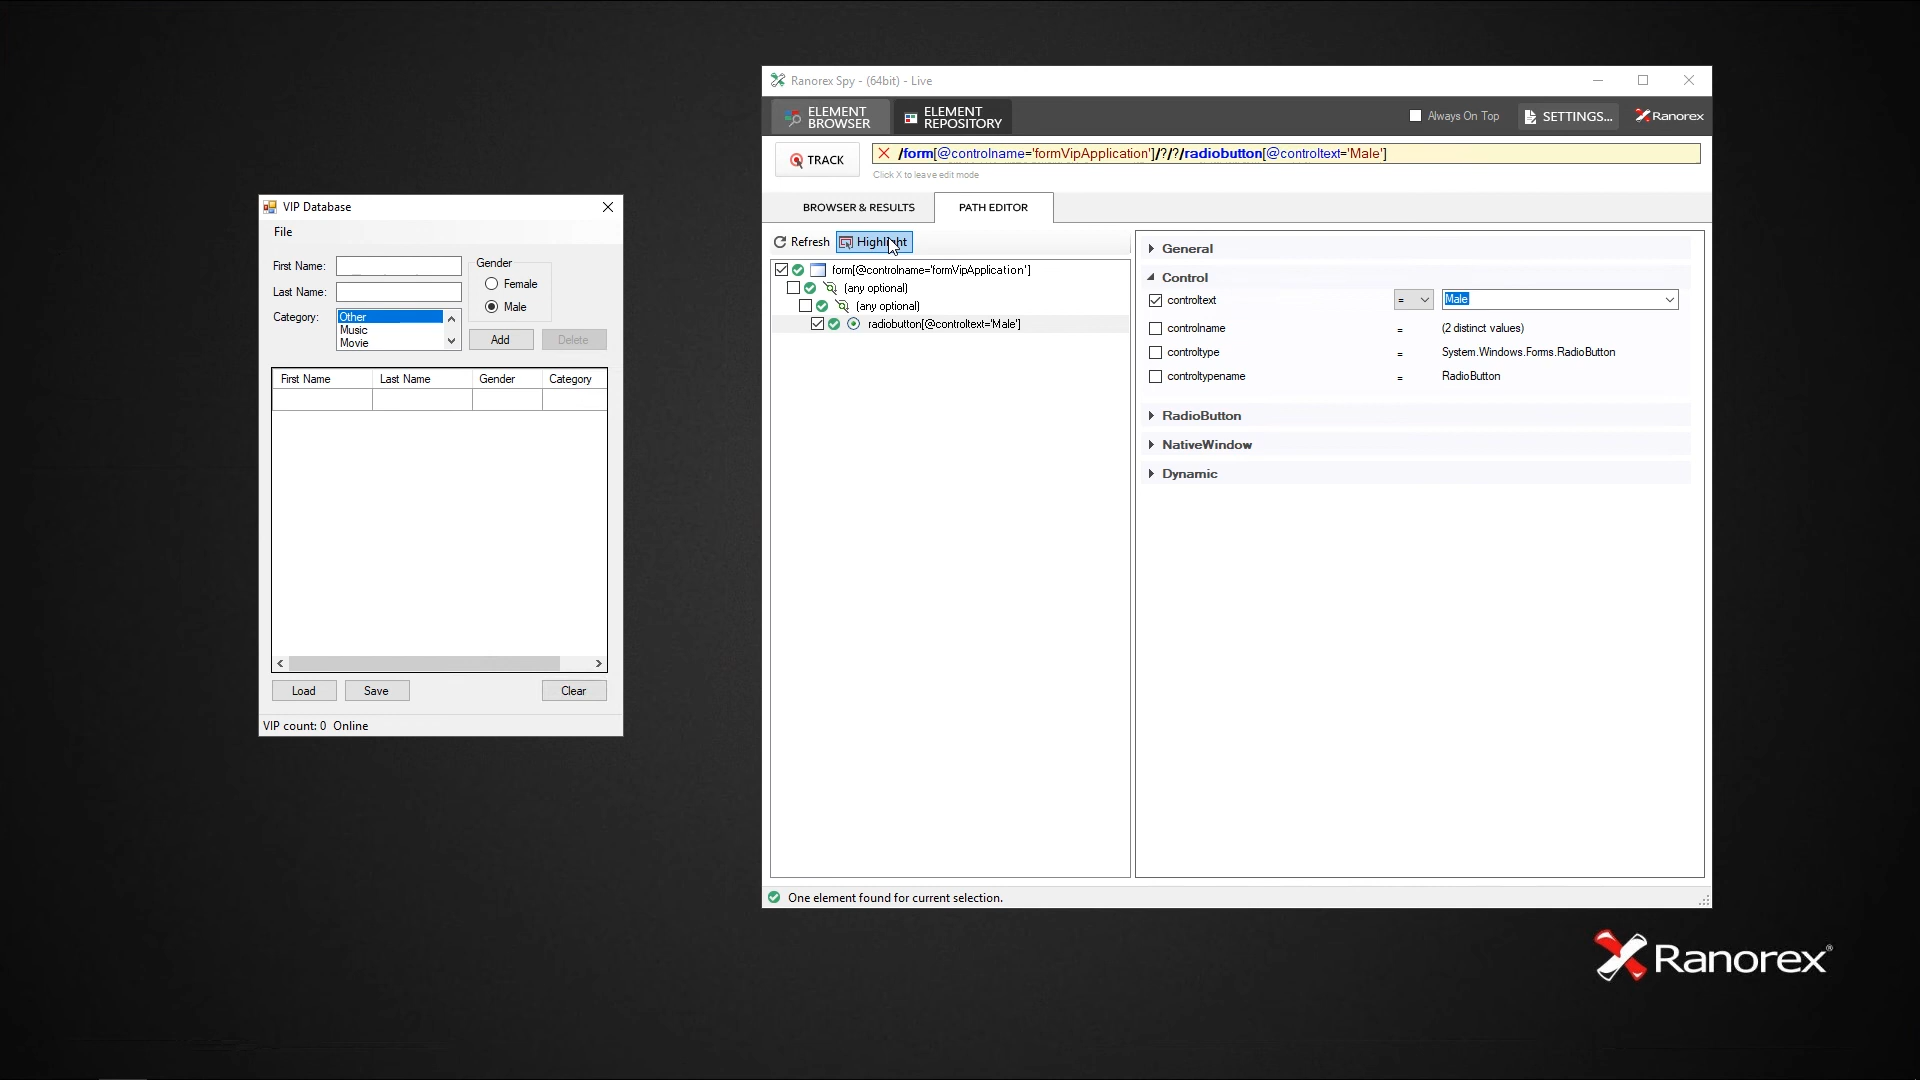 VIP Database
File
First Name:
Last Name:
Category:
Other
Music
Movie
Gender
Female
Male
Add
Delete
First Name Last Name Gender Category
Load Save Clear
VIP count: 0 Online
Ranorex Spy - (64bit) - Live
ELEMENT
BROWSER
ELEMENT
REPOSITORY
Always On Top
SETTINGS...
Ranorex
TRACK
/form[@controlname='formVipApplication']/?/?/radiobutton[@controltext='Male']
Click X to leave edit mode
BROWSER & RESULTS PATH EDITOR
Refresh Highlight
form[@controlname='formVipApplication']
(any optional)
(any optional)
radiobutton[@controltext='Male']
General
Control
controltext = Male
controlname = (2 distinct values)
controltype = System.Windows.Forms.RadioButton
controltypename = RadioButton
RadioButton
NativeWindow
Dynamic
One element found for current selection.
Ranorex®